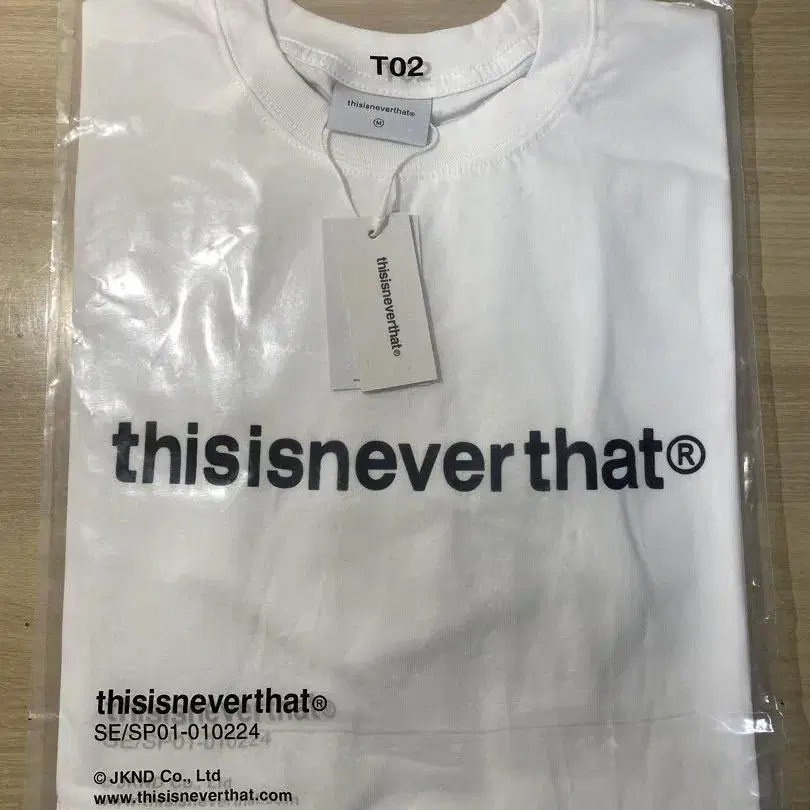 T02
thisisneverthat®
M
thisisneverthat®
thisisneverthat®
thisisneverthat®
SE/SP01-010224
© JKND Co., Ltd
www.thisisneverthat.com